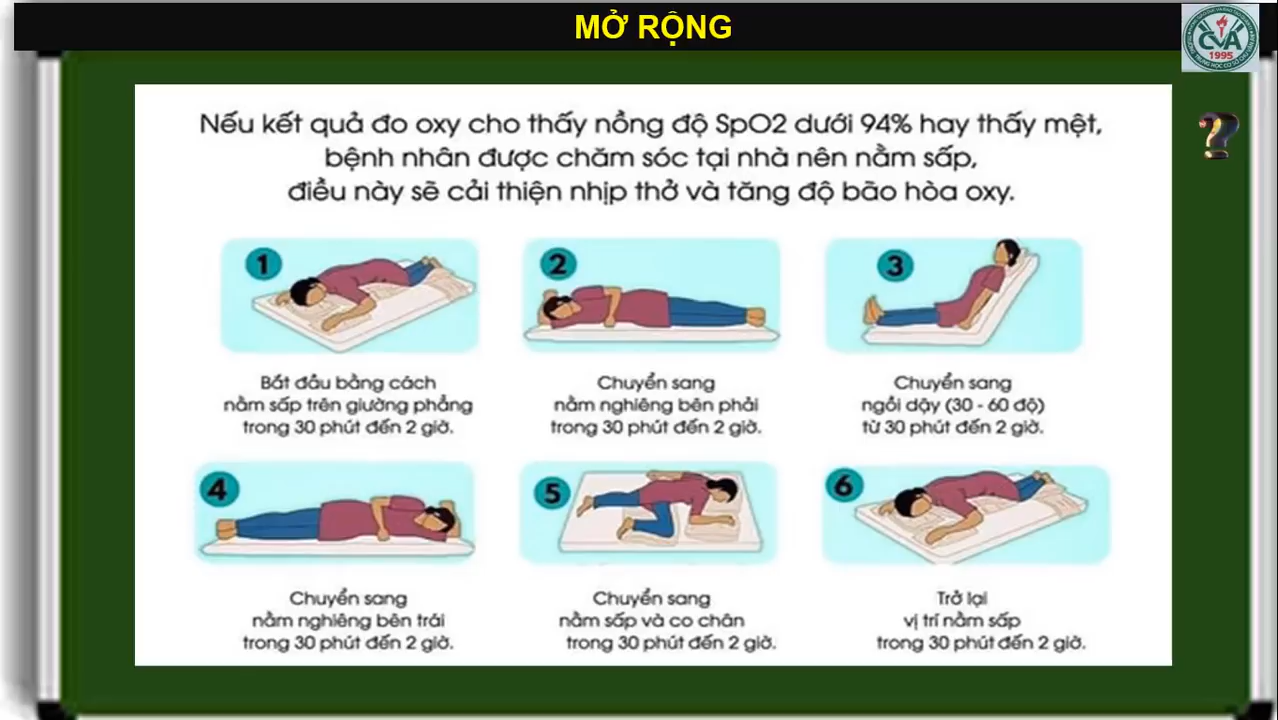 MỞ RỘNG
CVA
1995
Nếu kết quả đo oxy cho thấy nồng độ SpO2 dưới 94% hay thấy mệt,
bệnh nhân được chăm sóc tại nhà nên nằm sấp,
điều này sẽ cải thiện nhịp thở và tăng độ bão hòa oxy.
1
2
3
Bắt đầu bằng cách
nằm sấp trên giường phẳng
trong 30 phút đến 2 giờ.
Chuyển sang
nằm nghiêng bên phải
trong 30 phút đến 2 giờ.
Chuyển sang
ngồi dậy (30 - 60 độ)
từ 30 phút đến 2 giờ.
4
5
6
Chuyển sang
nằm nghiêng bên trái
trong 30 phút đến 2 giờ.
Chuyển sang
nằm sấp và co chân
trong 30 phút đến 2 giờ.
Trở lại
vị trí nằm sấp
trong 30 phút đến 2 giờ.